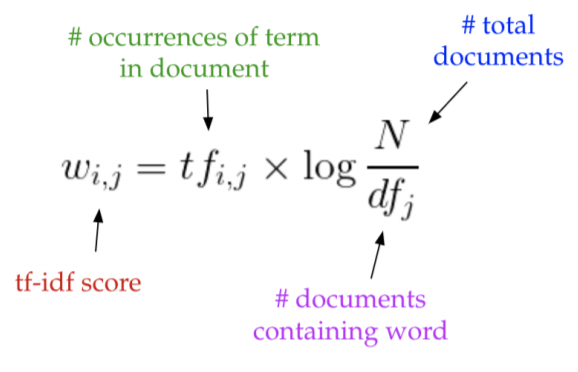 # occurrences of term
in document
# total
documents
w_{i,j} = tf_{i,j} × log N/df_j
tf-idf score
# documents
containing word